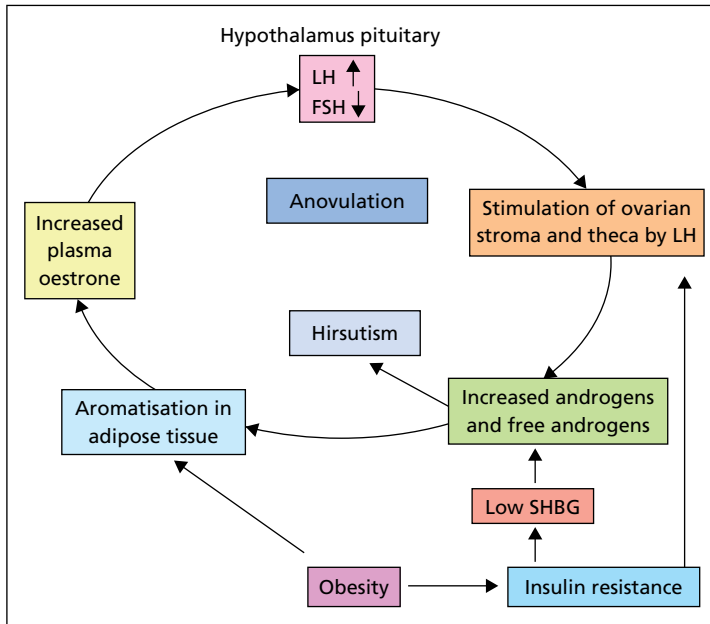 Hypothalamus pituitary
LH
FSH
Anovulation
Increased
plasma
oestrone
Stimulation of ovarian
stroma and theca by LH
Hirsutism
Aromatisation in
adipose tissue
Increased androgens
and free androgens
Low SHBG
Obesity
Insulin resistance